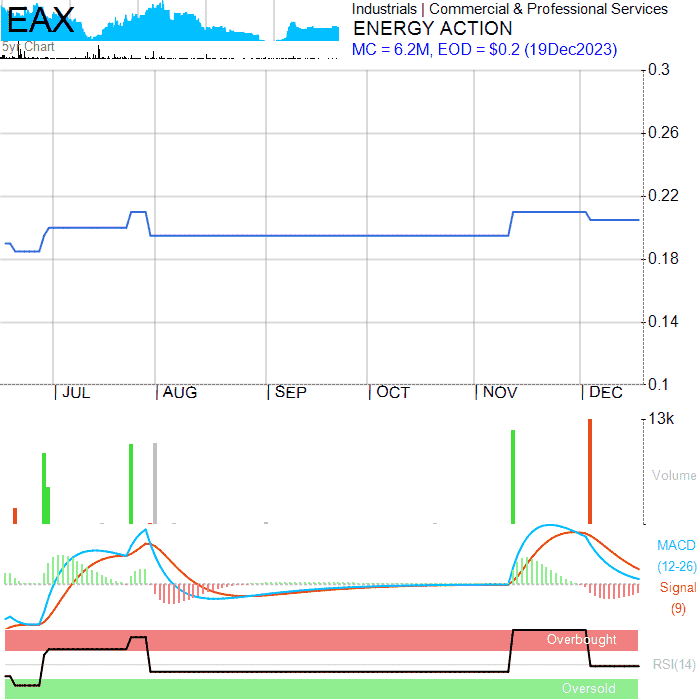 EAX
5yr Chart
Industrials | Commercial & Professional Services
ENERGY ACTION
MC = 6.2M, EOD = $0.2 (19Dec2023)
0.3
0.26
0.22
0.18
0.14
0.1
JUL
AUG
SEP
OCT
NOV
DEC
13k
Volume
MACD
(12-26)
Signal
(9)
Overbought
RSI(14)
Oversold